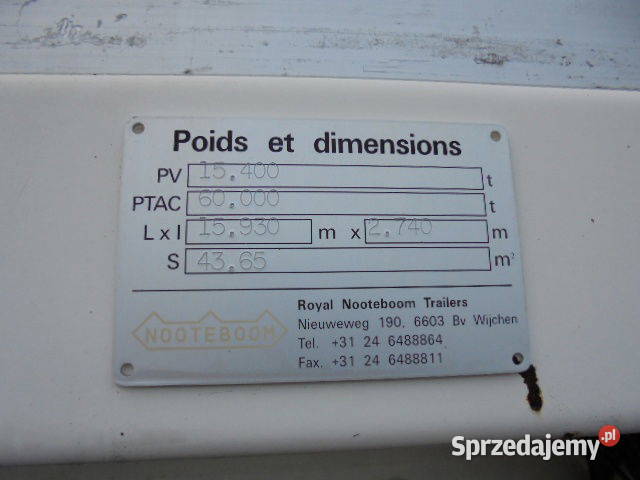 Poids et dimensions
PV 15.400 t
PTAC 60.000 t
L x l 15.930 m x 2.740 m
S 43.65 m²
NOOTEBOOM
Royal Nooteboom Trailers
Nieuweweg 190, 6603 Bv Wijchen
Tel. +31 24 6488864
Fax. +31 24 6488811
Sprzedajemy.pl